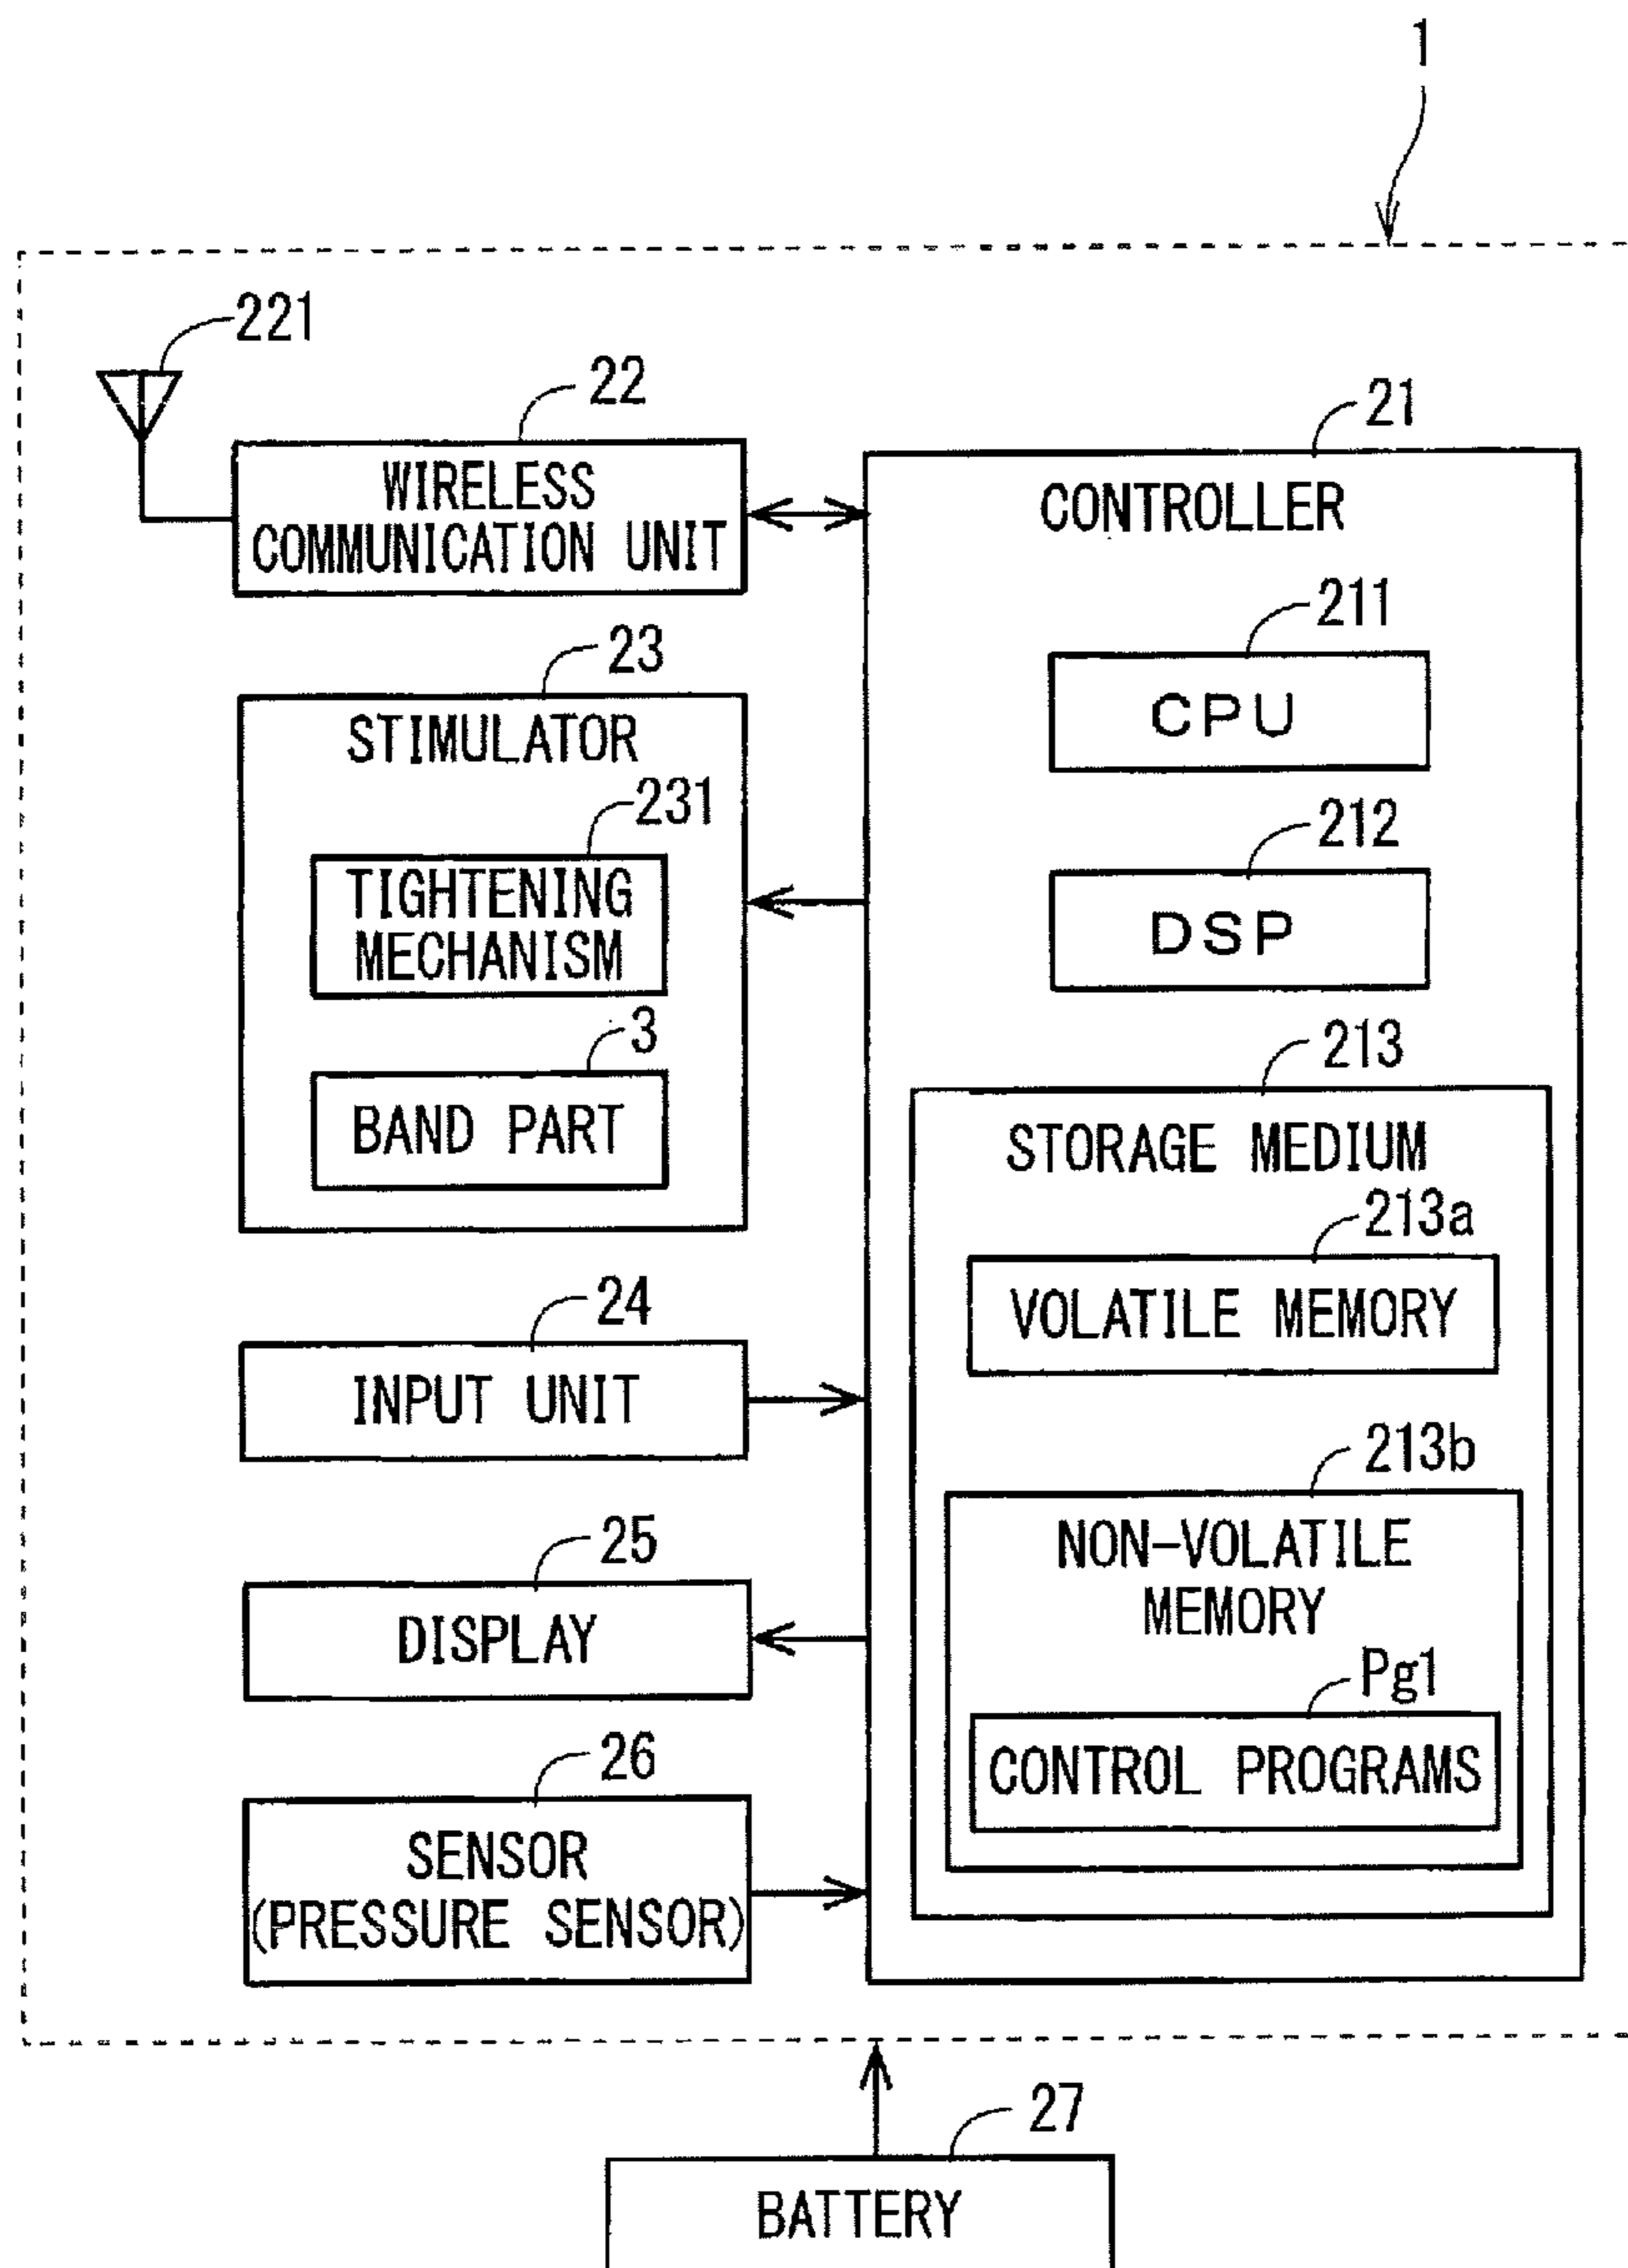 1
221
22
WIRELESS
COMMUNICATION UNIT
23
STIMULATOR
231
TIGHTENING
MECHANISM
3
BAND PART
24
INPUT UNIT
25
DISPLAY
26
SENSOR
(PRESSURE SENSOR)
21
CONTROLLER
211
CPU
212
DSP
213
STORAGE MEDIUM
213a
VOLATILE MEMORY
213b
NON-VOLATILE
MEMORY
Pg1
CONTROL PROGRAMS
27
BATTERY